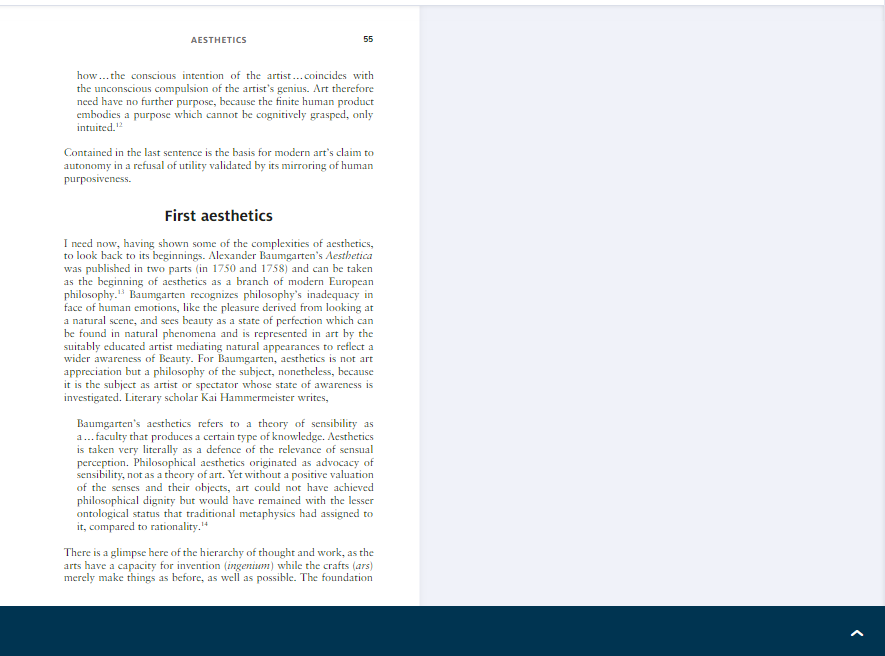 AESTHETICS 55
how ... the conscious intention of the artist ... coincides with
the unconscious compulsion of the artist's genius. Art therefore
need have no further purpose, because the finite human product
embodies a purpose which cannot be cognitively grasped, only
intuited.¹²
Contained in the last sentence is the basis for modern art's claim to
autonomy in a refusal of utility validated by its mirroring of human
purposiveness.
First aesthetics
I need now, having shown some of the complexities of aesthetics,
to look back to its beginnings. Alexander Baumgarten's Aesthetica
was published in two parts (in 1750 and 1758) and can be taken
as the beginning of aesthetics as a branch of modern European
philosophy.¹³ Baumgarten recognizes philosophy's inadequacy in
face of human emotions, like the pleasure derived from looking at
a natural scene, and sees beauty as a state of perfection which can
be found in natural phenomena and is represented in art by the
suitably educated artist mediating natural appearances to reflect a
wider awareness of Beauty. For Baumgarten, aesthetics is not art
appreciation but a philosophy of the subject, nonetheless, because
it is the subject as artist or spectator whose state of awareness is
investigated. Literary scholar Kai Hammermeister writes,
Baumgarten's aesthetics refers to a theory of sensibility as
a ... faculty that produces a certain type of knowledge. Aesthetics
is taken very literally as a defence of the relevance of sensual
perception. Philosophical aesthetics originated as advocacy of
sensibility, not as a theory of art. Yet without a positive valuation
of the senses and their objects, art could not have achieved
philosophical dignity but would have remained with the lesser
ontological status that traditional metaphysics had assigned to
it, compared to rationality.¹⁴
There is a glimpse here of the hierarchy of thought and work, as the
arts have a capacity for invention (ingenium) while the crafts (ars)
merely make things as before, as well as possible. The foundation